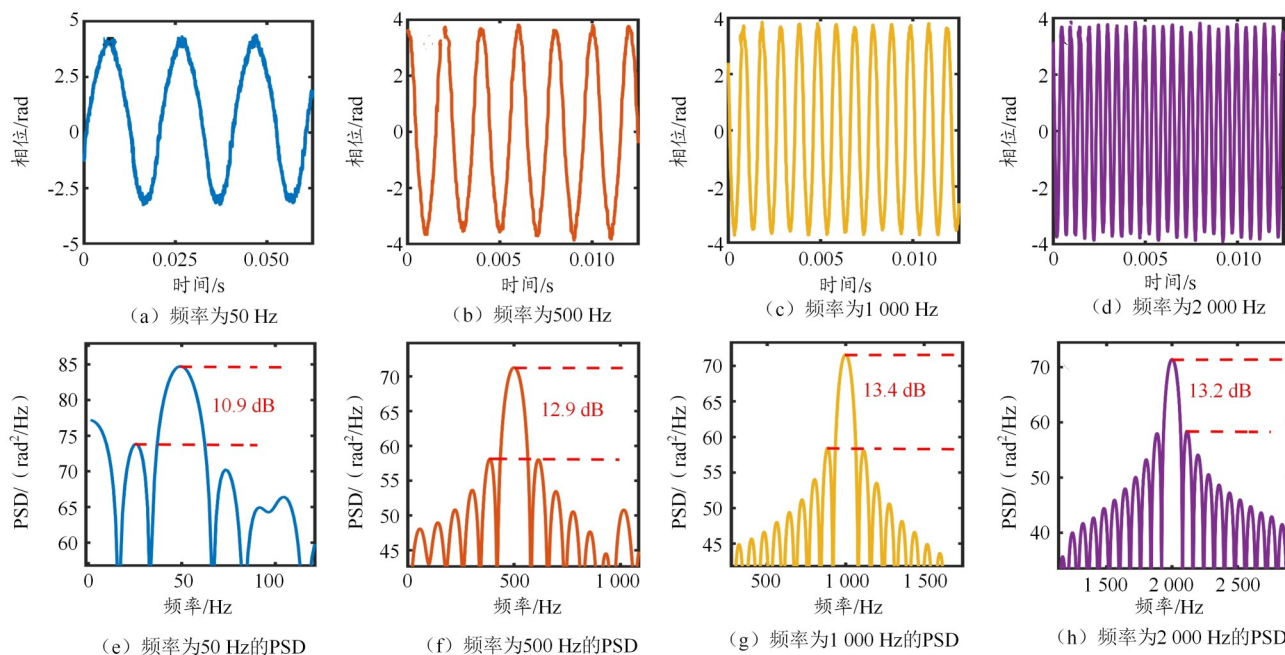 5
2.5
0
-2.5
-5
相位/rad
0
0.025
0.050
时间/s
(a) 频率为50 Hz
4
2
0
-2
-4
相位/rad
0
0.005
0.010
时间/s
(b) 频率为500 Hz
4
2
0
-2
-4
相位/rad
0
0.005
0.010
时间/s
(c) 频率为1 000 Hz
4
2
0
-2
-4
相位/rad
0
0.005
0.010
时间/s
(d) 频率为2 000 Hz
85
80
75
70
65
60
PSD/（rad²/Hz）
10.9 dB
0
50
100
频率/Hz
(e) 频率为50 Hz的PSD
70
65
60
55
50
45
PSD/（rad²/Hz）
12.9 dB
0
500
1 000
频率/Hz
(f) 频率为500 Hz的PSD
70
65
60
55
50
45
PSD/（rad²/Hz）
13.4 dB
500
1 000
1 500
频率/Hz
(g) 频率为1 000 Hz的PSD
70
60
50
40
PSD/（rad²/Hz）
13.2 dB
1 500
2 000
2 500
频率/Hz
(h) 频率为2 000 Hz的PSD